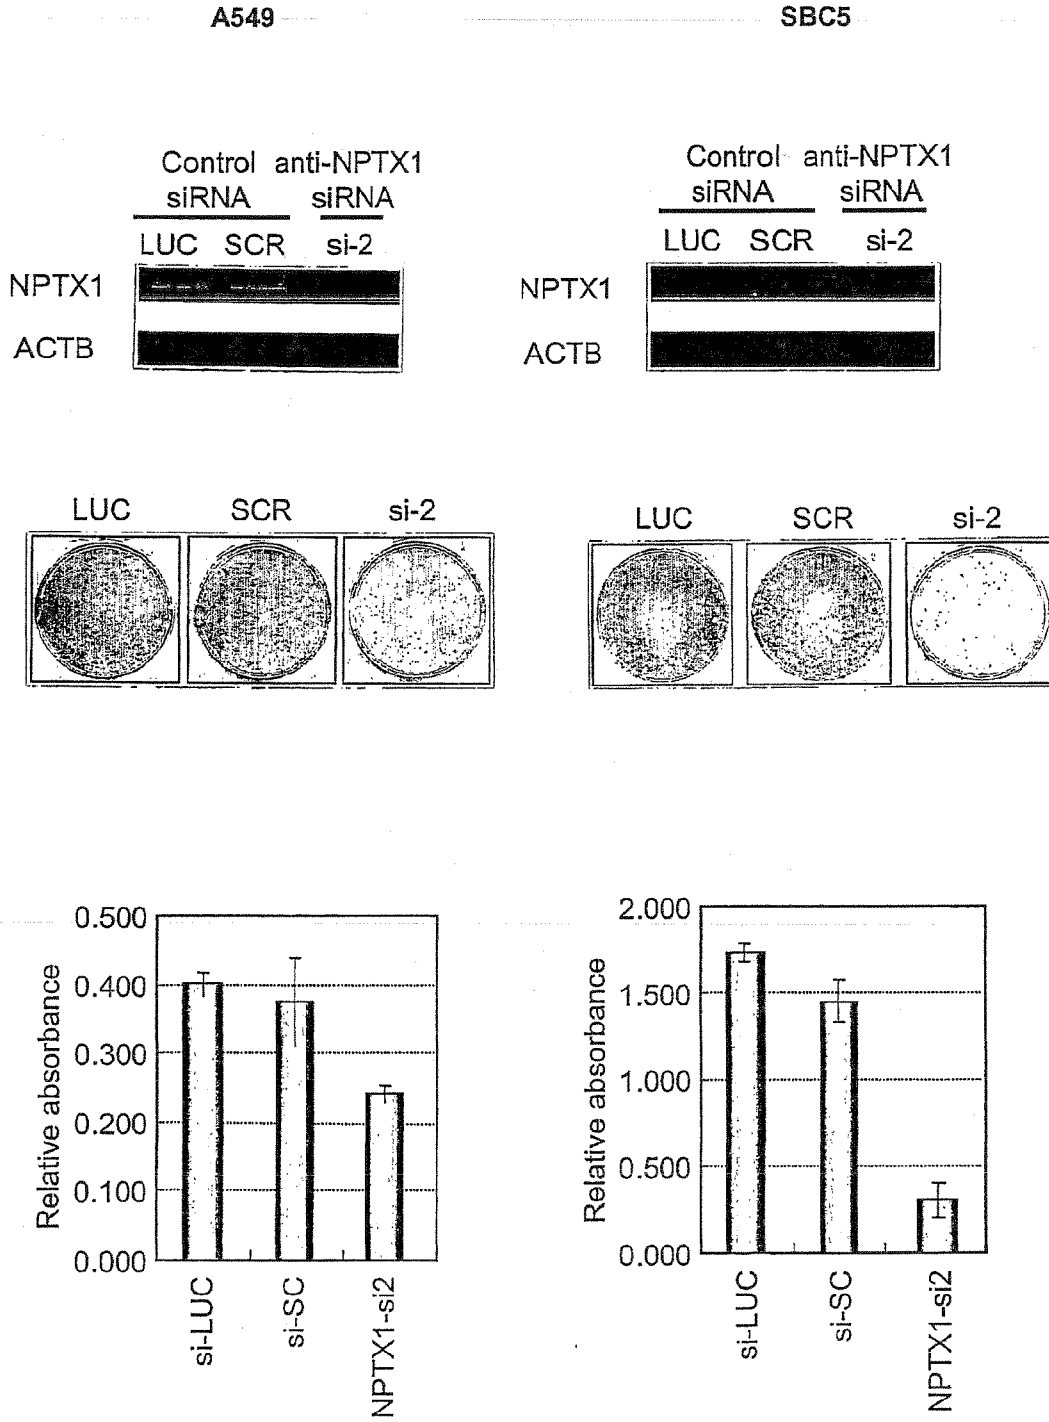 A549
SBC5
Control anti-NPTX1
siRNA siRNA
LUC SCR si-2
NPTX1
ACTB
Control anti-NPTX1
siRNA siRNA
LUC SCR si-2
NPTX1
ACTB
LUC SCR si-2
LUC SCR si-2
Relative absorbance
0.500
0.400
0.300
0.200
0.100
0.000
si-LUC
si-SC
NPTX1-si2
Relative absorbance
2.000
1.500
1.000
0.500
0.000
si-LUC
si-SC
NPTX1-si2